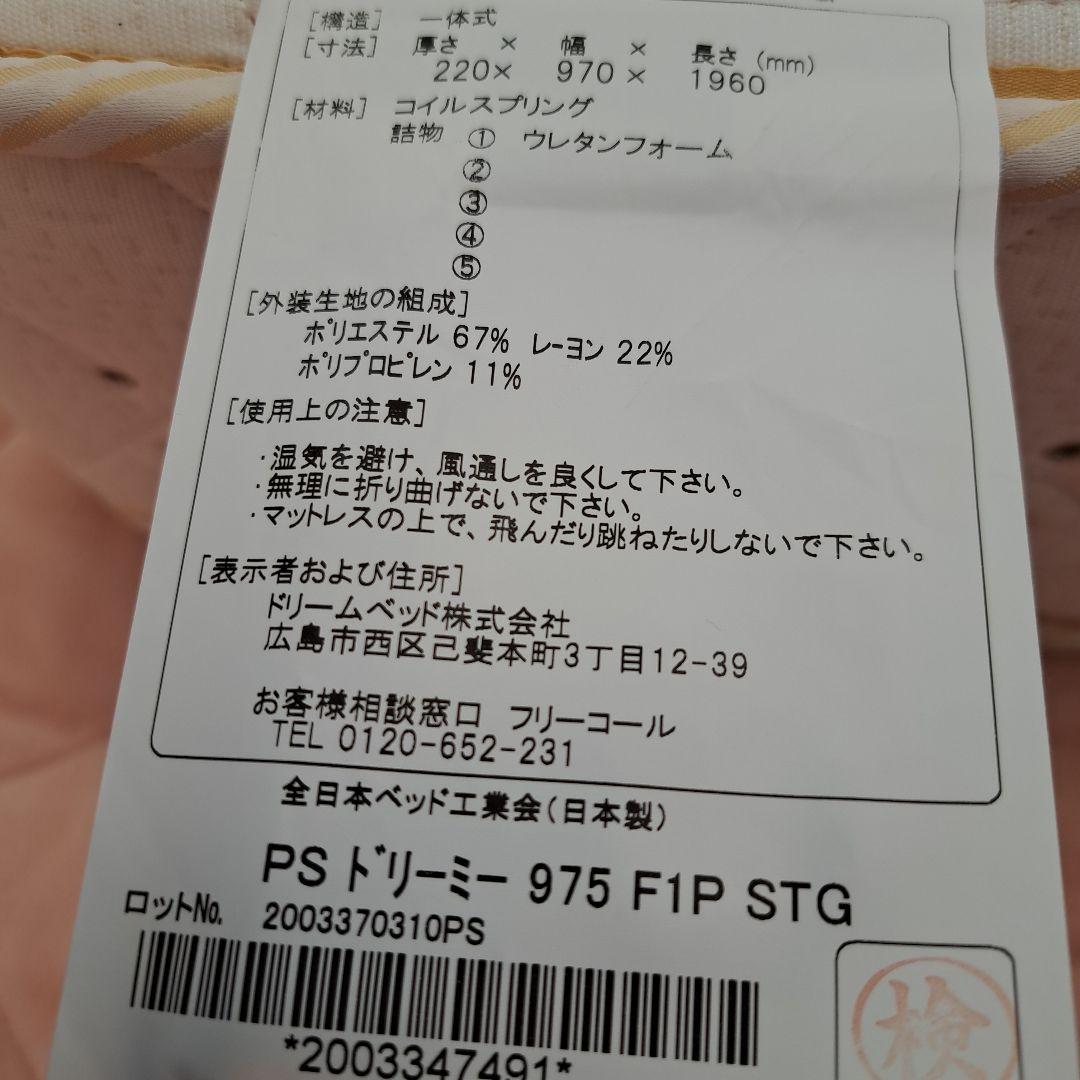 [構造] 一体式
[寸法] 厚さ × 幅 × 長さ (mm)
220× 970 × 1960
[材料] コイルスプリング
詰物 ① ウレタンフォーム
②
③
④
⑤
[外装生地の組成]
ポリエステル 67% レーヨン 22%
ポリプロピレン 11%
[使用上の注意]
・湿気を避け、風通しを良くして下さい。
・無理に折り曲げないで下さい。
・マットレスの上で、飛んだり跳ねたりしないで下さい。
[表示者および住所]
ドリームベッド株式会社
広島市西区己斐本町3丁目12-39
お客様相談窓口 フリーコール
TEL 0120-652-231
全日本ベッド工業会(日本製)
PS ドリーミー 975 F1P STG
ロットNo. 2003370310PS
*2003347491*
検